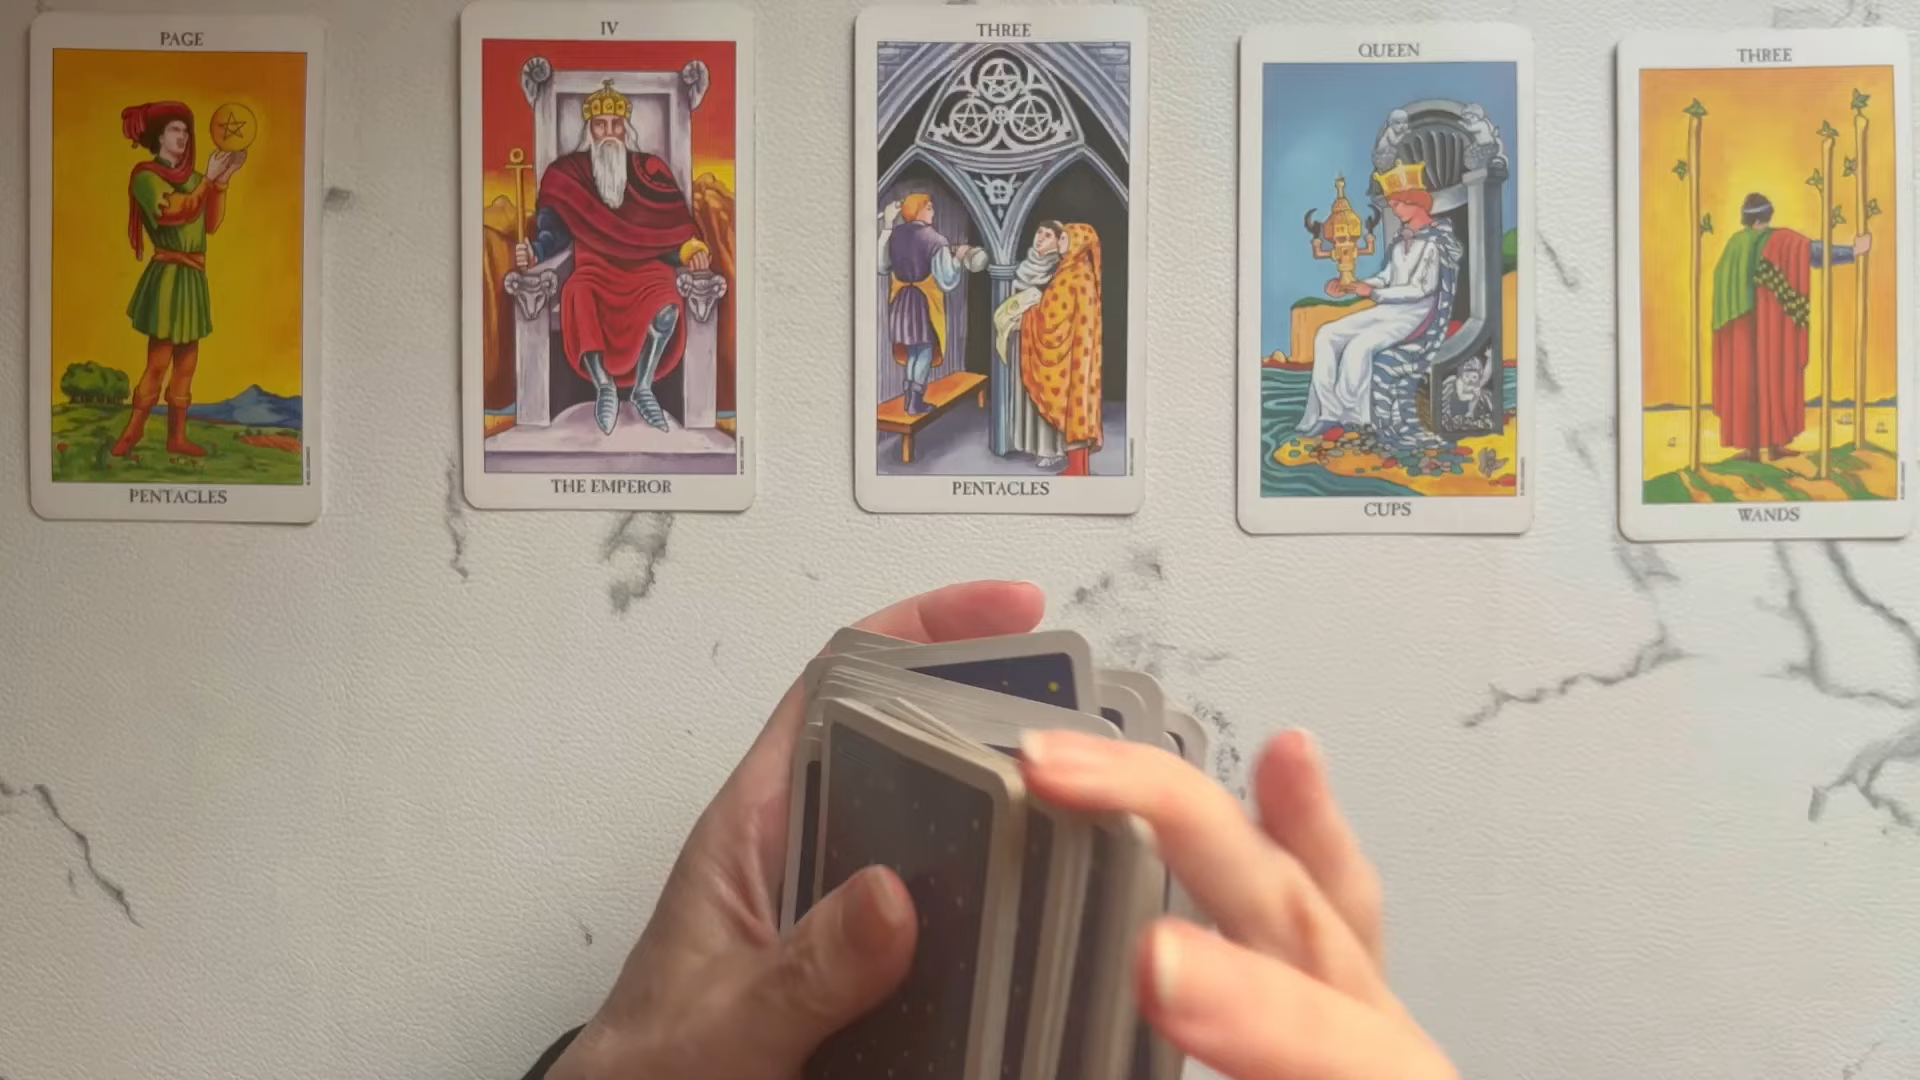 PAGE
PENTACLES
IV
THE EMPEROR
THREE
PENTACLES
QUEEN
CUPS
THREE
WANDS